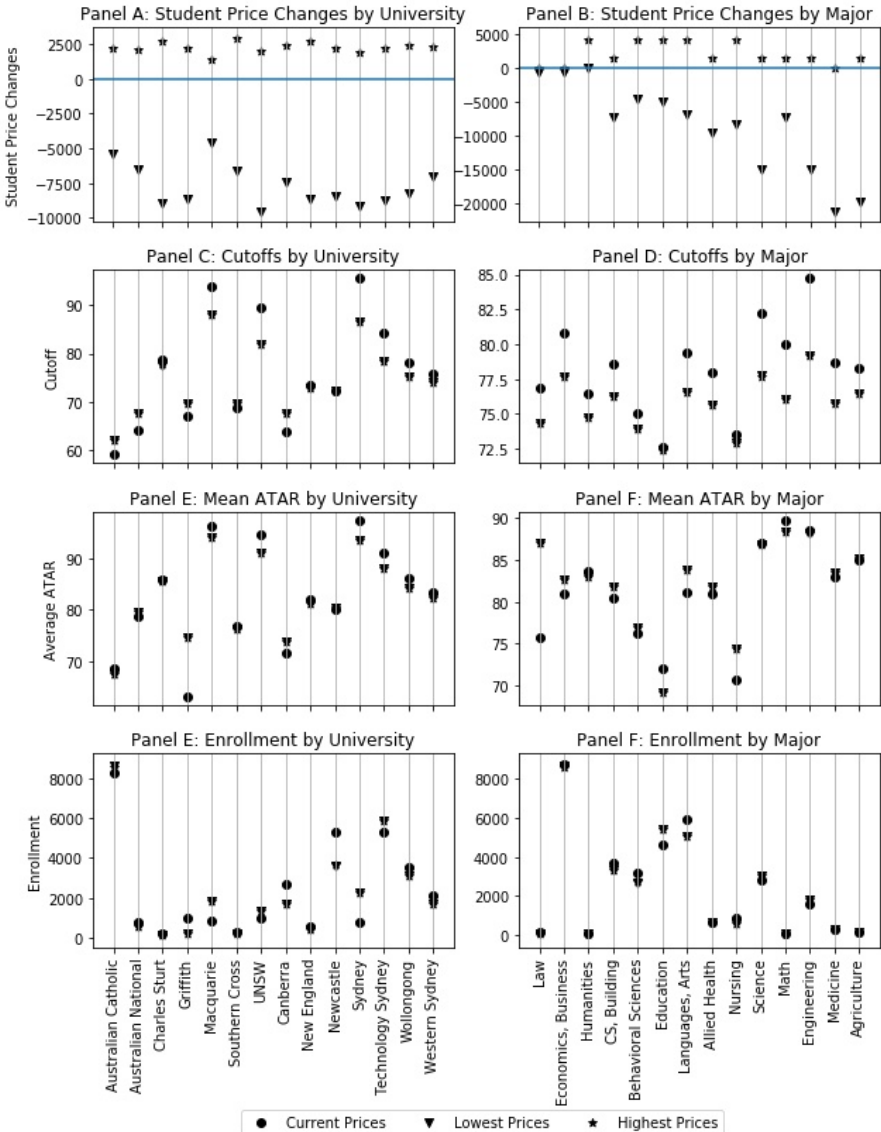 Panel A: Student Price Changes by University
Student Price Changes
2500
0
−2500
−5000
−7500
−10000
Panel B: Student Price Changes by Major
5000
0
−5000
−10000
−15000
−20000
Panel C: Cutoffs by University
Cutoff
90
80
70
60
Panel D: Cutoffs by Major
85.0
82.5
80.0
77.5
75.0
72.5
Panel E: Mean ATAR by University
Average ATAR
90
80
70
Panel F: Mean ATAR by Major
90
85
80
75
70
Panel E: Enrollment by University
Enrollment
8000
6000
4000
2000
0
Australian Catholic
Australian National
Charles Sturt
Griffith
Macquarie
Southern Cross
UNSW
Canberra
New England
Newcastle
Sydney
Technology Sydney
Wollongong
Western Sydney
Panel F: Enrollment by Major
8000
6000
4000
2000
0
Law
Economics, Business
Humanities
CS, Building
Behavioral Sciences
Education
Languages, Arts
Allied Health
Nursing
Science
Math
Engineering
Medicine
Agriculture
Current Prices Lowest Prices Highest Prices